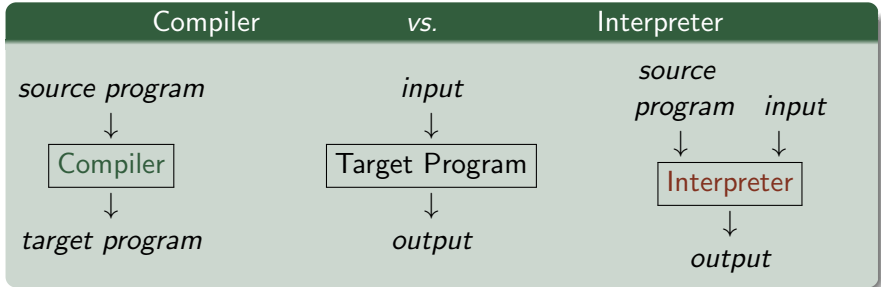 Compiler vs. Interpreter
source program
Compiler
target program
input
Target Program
output
source
program input
Interpreter
output